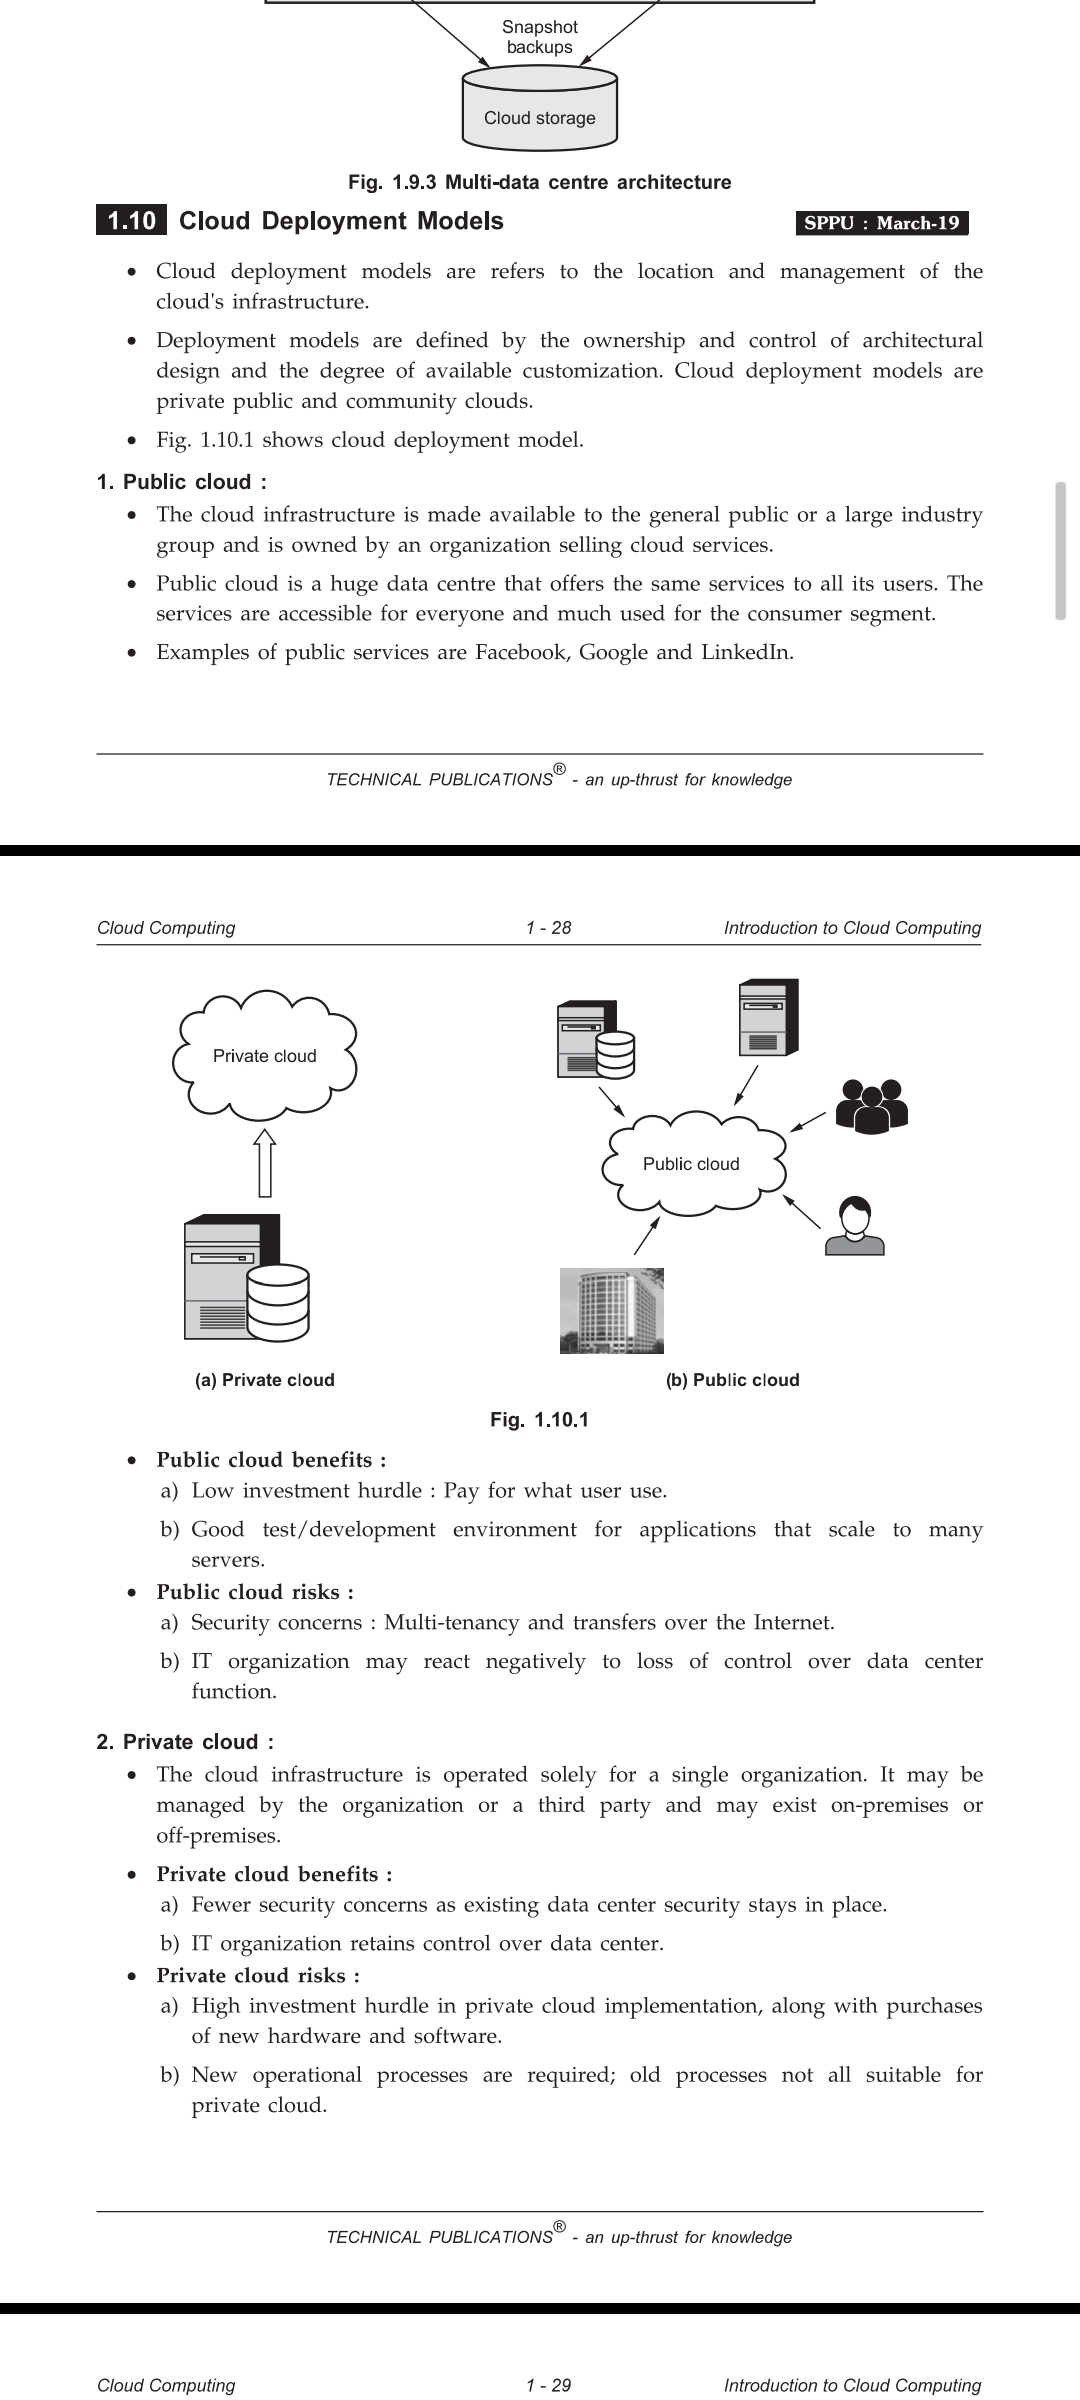 Snapshot
backups
Cloud storage
Fig. 1.9.3 Multi-data centre architecture
1.10 Cloud Deployment Models SPPU : March-19
• Cloud deployment models are refers to the location and management of the
cloud's infrastructure.
• Deployment models are defined by the ownership and control of architectural
design and the degree of available customization. Cloud deployment models are
private public and community clouds.
• Fig. 1.10.1 shows cloud deployment model.
1. Public cloud :
• The cloud infrastructure is made available to the general public or a large industry
group and is owned by an organization selling cloud services.
• Public cloud is a huge data centre that offers the same services to all its users. The
services are accessible for everyone and much used for the consumer segment.
• Examples of public services are Facebook, Google and LinkedIn.
TECHNICAL PUBLICATIONS® - an up-thrust for knowledge
Cloud Computing 1 - 28 Introduction to Cloud Computing
Private cloud
Public cloud
(a) Private cloud (b) Public cloud
Fig. 1.10.1
• Public cloud benefits :
a) Low investment hurdle : Pay for what user use.
b) Good test/development environment for applications that scale to many
servers.
• Public cloud risks :
a) Security concerns : Multi-tenancy and transfers over the Internet.
b) IT organization may react negatively to loss of control over data center
function.
2. Private cloud :
• The cloud infrastructure is operated solely for a single organization. It may be
managed by the organization or a third party and may exist on-premises or
off-premises.
• Private cloud benefits :
a) Fewer security concerns as existing data center security stays in place.
b) IT organization retains control over data center.
• Private cloud risks :
a) High investment hurdle in private cloud implementation, along with purchases
of new hardware and software.
b) New operational processes are required; old processes not all suitable for
private cloud.
TECHNICAL PUBLICATIONS® - an up-thrust for knowledge
Cloud Computing 1 - 29 Introduction to Cloud Computing